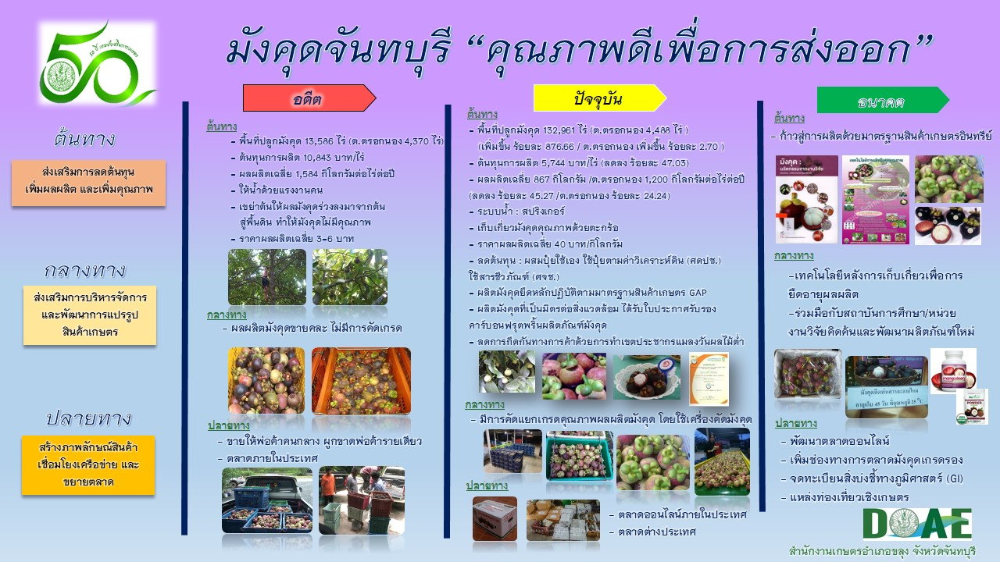 มังคุดจันทบุรี “คุณภาพดีเพื่อการส่งออก”
50
ต้นทาง
ส่งเสริมการลดต้นทุน
เพิ่มผลผลิต และเพิ่มคุณภาพ
กลางทาง
ส่งเสริมการบริหารจัดการ
และพัฒนาการแปรรูป
สินค้าเกษตร
ปลายทาง
สร้างภาพลักษณ์สินค้า
เชื่อมโยงเครือข่าย และ
ขยายตลาด
อดีต
ต้นทาง
- พื้นที่ปลูกมังคุด 13,586 ไร่ (ต.ตรอกนอง 4,370 ไร่)
- ต้นทุนการผลิต 10,843 บาท/ไร่
- ผลผลิตเฉลี่ย 1,584 กิโลกรัมต่อไร่ต่อปี
- ให้น้ำด้วยแรงงานคน
- เขย่าต้นให้ผลมังคุดร่วงลงมาจากต้น
สู่พื้นดิน ทำให้มังคุดไม่มีคุณภาพ
- ราคาผลผลิตเฉลี่ย 3-6 บาท
กลางทาง
- ผลผลิตมังคุดขายคละ ไม่มีการคัดเกรด
ปลายทาง
- ขายให้พ่อค้าคนกลาง ผูกขาดพ่อค้ารายเดียว
- ตลาดภายในประเทศ
ปัจจุบัน
ต้นทาง
- พื้นที่ปลูกมังคุด 132,961 ไร่ (ต.ตรอกนอง 4,488 ไร่ )
(เพิ่มขึ้น ร้อยละ 876.66 / ต.ตรอกนอง เพิ่มขึ้น ร้อยละ 2.70 )
- ต้นทุนการผลิต 5,744 บาท/ไร่ (ลดลง ร้อยละ 47.03)
- ผลผลิตเฉลี่ย 867 กิโลกรัม /ต.ตรอกนอง 1,200 กิโลกรัมต่อไร่ต่อปี
(ลดลง ร้อยละ 45.27 /ต.ตรอกนอง ร้อยละ 24.24)
- ระบบน้ำ : สปริงเกอร์
- เก็บเกี่ยวมังคุดคุณภาพด้วยตะกร้อ
- ราคาผลผลิตเฉลี่ย 40 บาท/กิโลกรัม
- ลดต้นทุน : ผสมปุ๋ยใช้เอง ใช้ปุ๋ยตามค่าวิเคราะห์ดิน (ศดปช.)
ใช้สารชีวภัณฑ์ (ศจช.)
- ผลิตมังคุดยึดหลักปฏิบัติตามมาตรฐานสินค้าเกษตร GAP
- ผลิตมังคุดที่เป็นมิตรต่อสิ่งแวดล้อม ได้รับใบประกาศรับรอง
คาร์บอนฟรุตพริ้นผลิตภัณฑ์มังคุด
- ลดการกีดกันทางการค้าด้วยการทำเขตประชากรแมลงวันผลไม้ต่ำ
กลางทาง
- มีการคัดแยกเกรดคุณภาพผลผลิตมังคุด โดยใช้เครื่องคัดมังคุด
ปลายทาง
- ตลาดออนไลน์ภายในประเทศ
- ตลาดต่างประเทศ
อนาคต
ต้นทาง
- ก้าวสู่การผลิตด้วยมาตรฐานสินค้าเกษตรอินทรีย์
มังคุด :
นวัตกรรมจากงานวิจัย
กลางทาง
-เทคโนโลยีหลังการเก็บเกี่ยวเพื่อการ
ยืดอายุผลผลิต
-ร่วมมือกับสถาบันการศึกษา/หน่วย
งานวิจัยคิดค้นและพัฒนาผลิตภัณฑ์ใหม่
อายุเก็บ 45 วัน ที่อุณหภูมิ 25 °C
mangosteen
MANGOSTEEN
POWDER
ปลายทาง
- พัฒนาตลาดออนไลน์
- เพิ่มช่องทางการตลาดมังคุดเกรดรอง
- จดทะเบียนสิ่งบ่งชี้ทางภูมิศาสตร์ (GI)
- แหล่งท่องเที่ยวเชิงเกษตร
DOAE
สำนักงานเกษตรอำเภอขลุง จังหวัดจันทบุรี